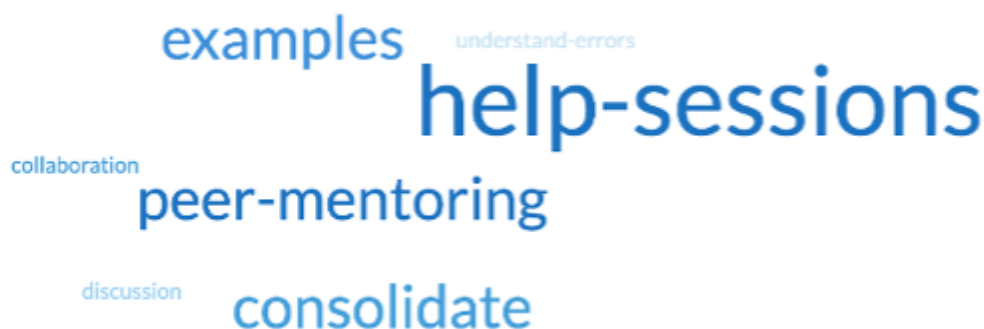 examples
understand-errors
help-sessions
collaboration
peer-mentoring
discussion
consolidate